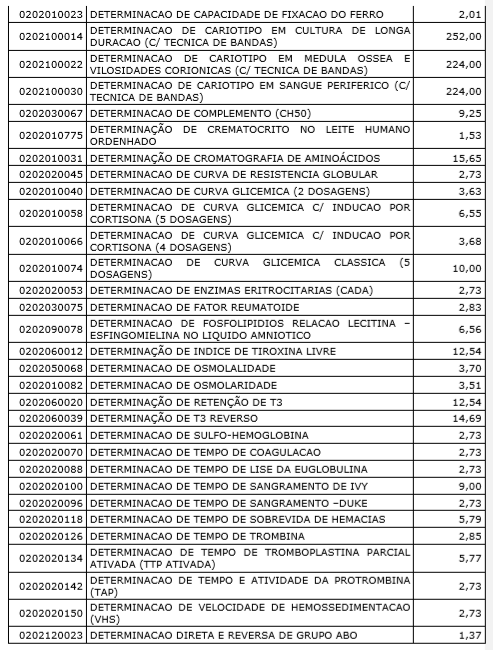 0202010023 DETERMINACAO DE CAPACIDADE DE FIXACAO DO FERRO 2,01
0202100014 DETERMINACAO DE CARIOTIPO EM CULTURA DE LONGA
DURACAO (C/ TECNICA DE BANDAS) 252,00
0202100022 DETERMINACAO DE CARIOTIPO EM MEDULA OSSEA E
VILOSIDADES CORIONICAS (C/ TECNICA DE BANDAS) 224,00
0202100030 DETERMINACAO DE CARIOTIPO EM SANGUE PERIFERICO (C/
TECNICA DE BANDAS) 224,00
0202030067 DETERMINACAO DE COMPLEMENTO (CH50) 9,25
0202010775 DETERMINAÇÃO DE CREMATOCRITO NO LEITE HUMANO
ORDENHADO 1,53
0202010031 DETERMINAÇÃO DE CROMATOGRAFIA DE AMINOÁCIDOS 15,65
0202020045 DETERMINACAO DE CURVA DE RESISTENCIA GLOBULAR 2,73
0202010040 DETERMINACAO DE CURVA GLICEMICA (2 DOSAGENS) 3,63
0202010058 DETERMINACAO DE CURVA GLICEMICA C/ INDUCAO POR
CORTISONA (5 DOSAGENS) 6,55
0202010066 DETERMINACAO DE CURVA GLICEMICA C/ INDUCAO POR
CORTISONA (4 DOSAGENS) 3,68
0202010074 DETERMINACAO DE CURVA GLICEMICA CLASSICA (5
DOSAGENS) 10,00
0202020053 DETERMINACAO DE ENZIMAS ERITROCITARIAS (CADA) 2,73
0202030075 DETERMINACAO DE FATOR REUMATOIDE 2,83
0202090078 DETERMINACAO DE FOSFOLIPIDIOS RELACAO LECITINA –
ESFINGOMIELINA NO LIQUIDO AMNIOTICO 6,56
0202060012 DETERMINAÇÃO DE INDICE DE TIROXINA LIVRE 12,54
0202050068 DETERMINACAO DE OSMOLALIDADE 3,70
0202010082 DETERMINACAO DE OSMOLARIDADE 3,51
0202060020 DETERMINAÇÃO DE RETENÇÃO DE T3 12,54
0202060039 DETERMINAÇÃO DE T3 REVERSO 14,69
0202020061 DETERMINACAO DE SULFO-HEMOGLOBINA 2,73
0202020070 DETERMINACAO DE TEMPO DE COAGULACAO 2,73
0202020088 DETERMINACAO DE TEMPO DE LISE DA EUGLOBULINA 2,73
0202020100 DETERMINACAO DE TEMPO DE SANGRAMENTO DE IVY 9,00
0202020096 DETERMINACAO DE TEMPO DE SANGRAMENTO –DUKE 2,73
0202020118 DETERMINACAO DE TEMPO DE SOBREVIDA DE HEMACIAS 5,79
0202020126 DETERMINACAO DE TEMPO DE TROMBINA 2,85
0202020134 DETERMINACAO DE TEMPO DE TROMBOPLASTINA PARCIAL
ATIVADA (TTP ATIVADA) 5,77
0202020142 DETERMINACAO DE TEMPO E ATIVIDADE DA PROTROMBINA
(TAP) 2,73
0202020150 DETERMINACAO DE VELOCIDADE DE HEMOSSEDIMENTACAO
(VHS) 2,73
0202120023 DETERMINACAO DIRETA E REVERSA DE GRUPO ABO 1,37